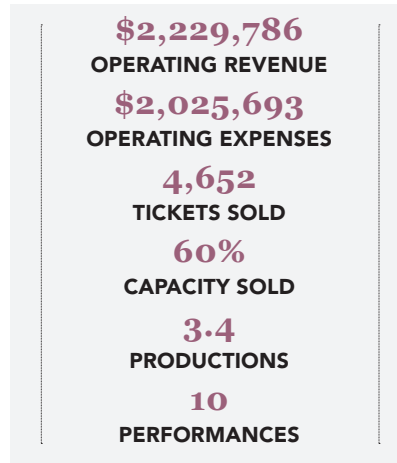 $2,229,786
OPERATING REVENUE
$2,025,693
OPERATING EXPENSES
4,652
TICKETS SOLD
60%
CAPACITY SOLD
3.4
PRODUCTIONS
10
PERFORMANCES